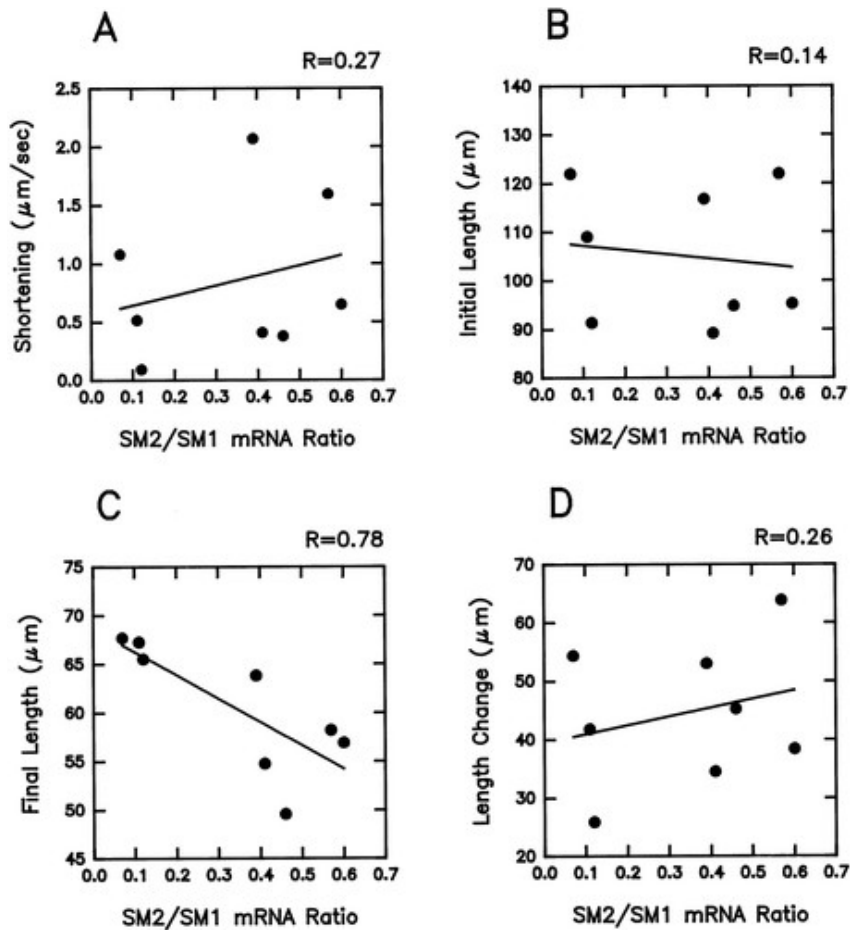 A
R=0.27
Shortening (μm/sec)
2.5
2.0
1.5
1.0
0.5
0.0
0.0 0.1 0.2 0.3 0.4 0.5 0.6 0.7
SM2/SM1 mRNA Ratio
B
R=0.14
Initial Length (μm)
140
130
120
110
100
90
80
0.0 0.1 0.2 0.3 0.4 0.5 0.6 0.7
SM2/SM1 mRNA Ratio
C
R=0.78
Final Length (μm)
75
70
65
60
55
50
45
0.0 0.1 0.2 0.3 0.4 0.5 0.6 0.7
SM2/SM1 mRNA Ratio
D
R=0.26
Length Change (μm)
70
60
50
40
30
20
0.0 0.1 0.2 0.3 0.4 0.5 0.6 0.7
SM2/SM1 mRNA Ratio